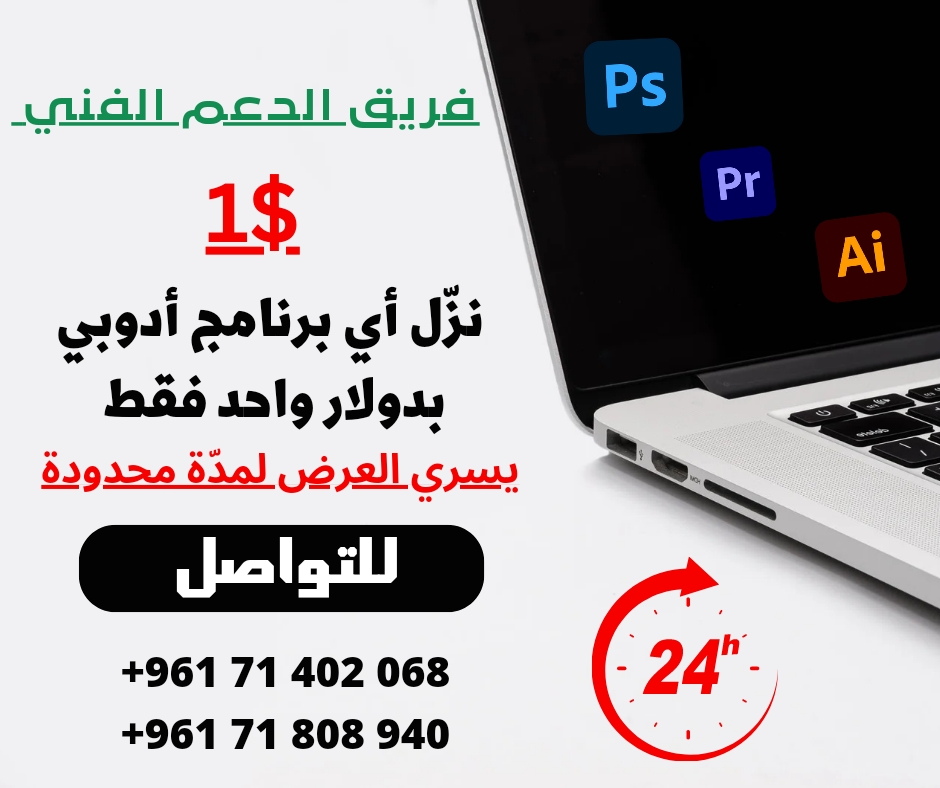 فريق الدعم الفني
1$
نزّل أي برنامج أدوبي
بدولار واحد فقط
يسري العرض لمدّة محدودة
للتواصل
+961 71 402 068
+961 71 808 940
Ps
Pr
Ai
24h